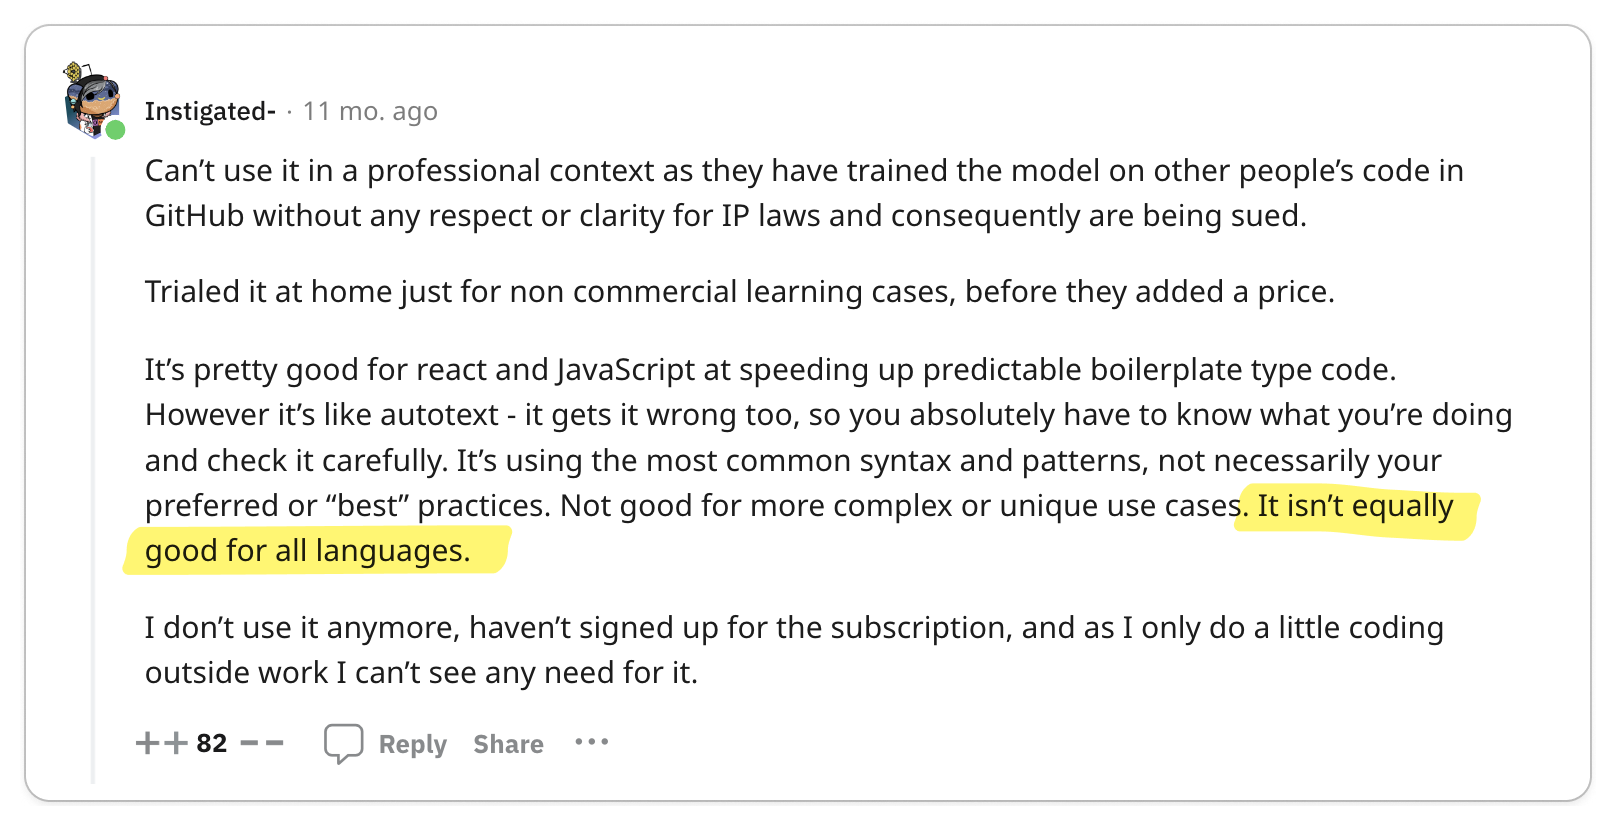 Instigated- · 11 mo. ago
Can’t use it in a professional context as they have trained the model on other people’s code in
GitHub without any respect or clarity for IP laws and consequently are being sued.
Trialed it at home just for non commercial learning cases, before they added a price.
It’s pretty good for react and JavaScript at speeding up predictable boilerplate type code.
However it’s like autotext - it gets it wrong too, so you absolutely have to know what you’re doing
and check it carefully. It’s using the most common syntax and patterns, not necessarily your
preferred or “best” practices. Not good for more complex or unique use cases. It isn’t equally
good for all languages.
I don’t use it anymore, haven’t signed up for the subscription, and as I only do a little coding
outside work I can’t see any need for it.
++ 82 -- Reply Share ···